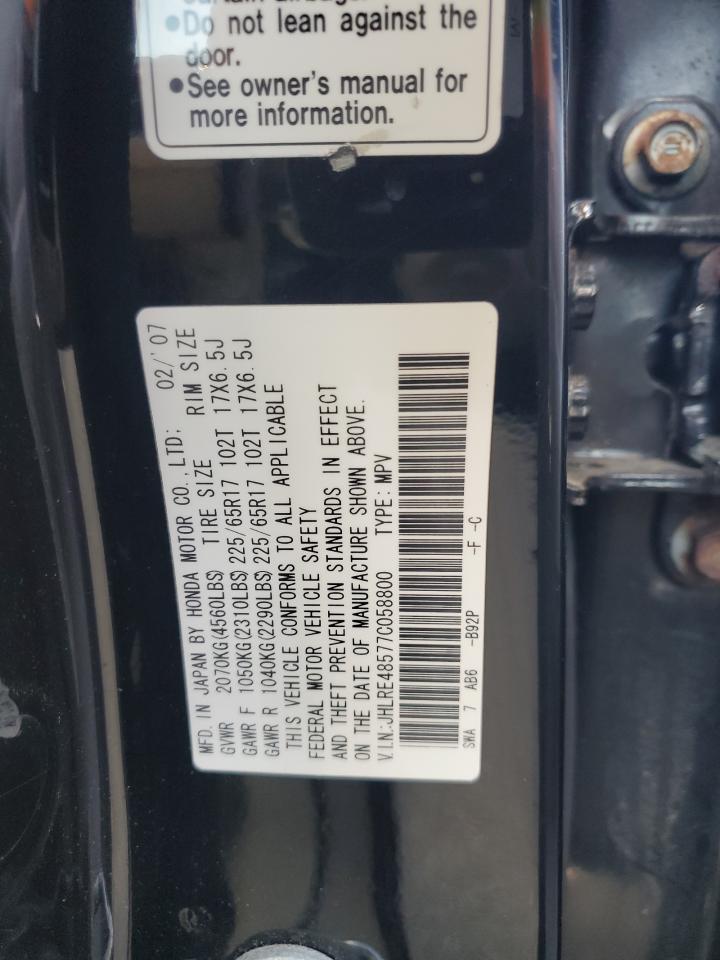 ●Do not lean against the
door.
●See owner's manual for
more information.
MFD. IN JAPAN BY HONDA MOTOR CO.,LTD; 02/'07
GVWR 2070KG(4560LBS) TIRE SIZE RIM SIZE
GAWR F 1050KG(2310LBS)225/65R17 102T 17X6.5J
GAWR R 1040KG(2290LBS)225/65R17 102T 17X6.5J
THIS VEHICLE CONFORMS TO ALL APPLICABLE
FEDERAL MOTOR VEHICLE SAFETY
AND THEFT PREVENTION STANDARDS IN EFFECT
ON THE DATE OF MANUFACTURE SHOWN ABOVE.
V.I.N.:JHLRE48577C058800 TYPE: MPV
SWA 7 AB6 -B92P -F -C